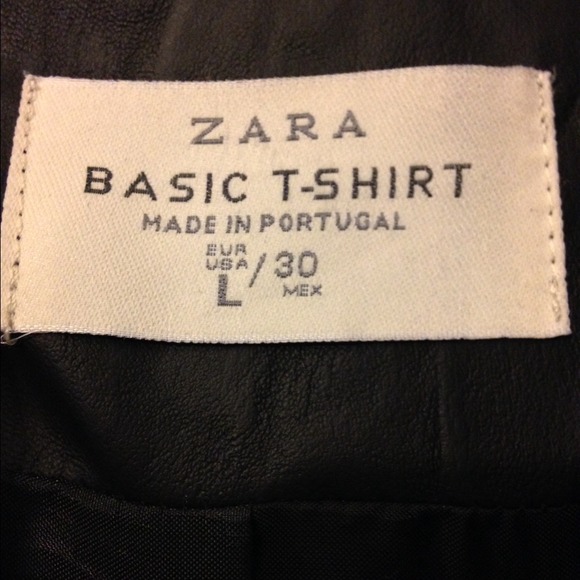 ZARA
BASIC T-SHIRT
MADE IN PORTUGAL
EUR
USA / 30
L MEX